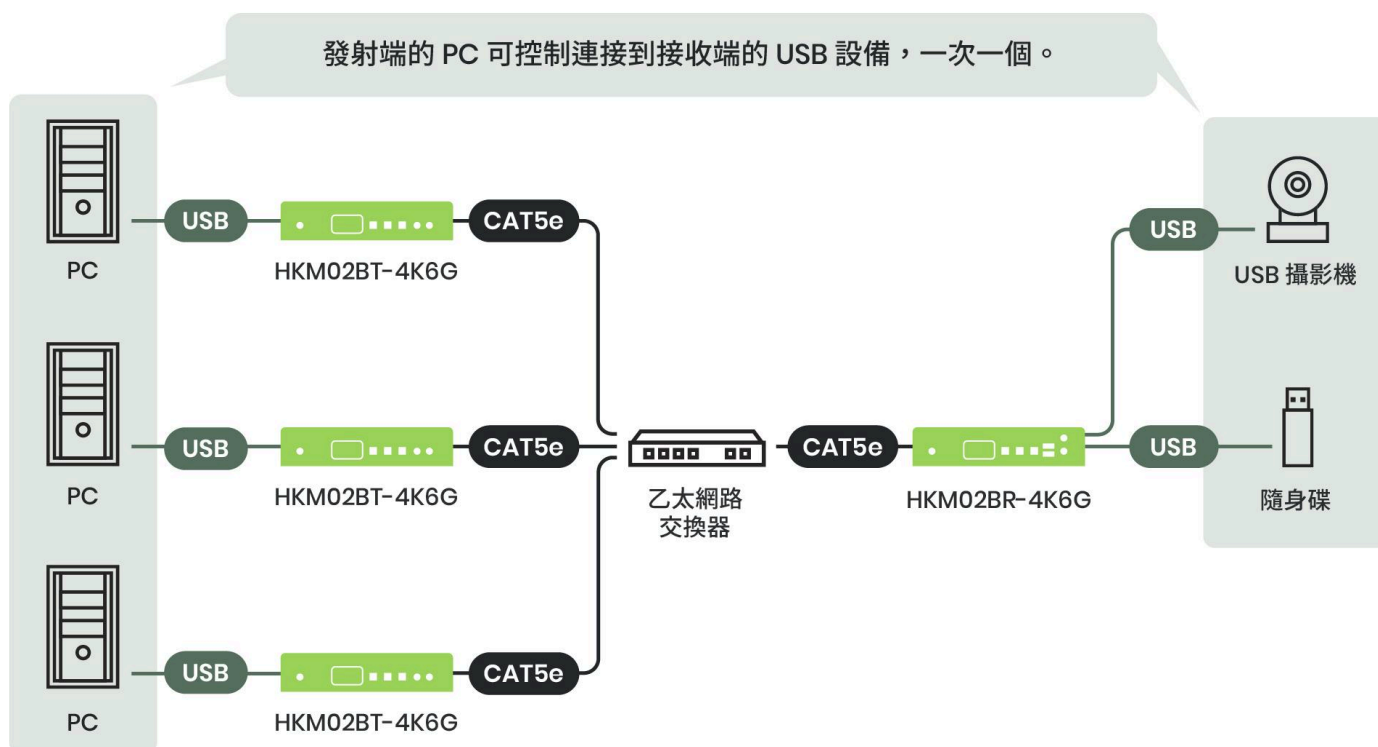 發射端的 PC 可控制連接到接收端的 USB 設備，一次一個。
USB
CAT5e
PC
HKM02BT-4K6G
USB
USB 攝影機
USB
CAT5e
PC
HKM02BT-4K6G
乙太網路
交換器
CAT5e
HKM02BR-4K6G
USB
隨身碟
USB
CAT5e
PC
HKM02BT-4K6G